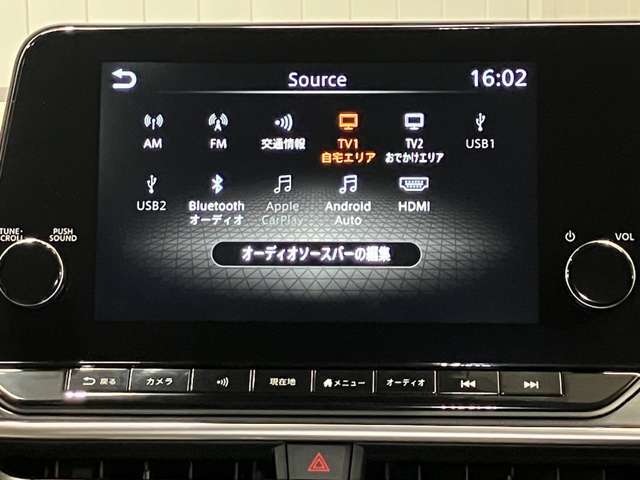 Source
16:02
AM
FM
交通情報
TV1
自宅エリア
TV2
おでかけエリア
USB1
USB2
Bluetooth
オーディオ
Apple
CarPlay
Android
Auto
HDMI
オーディオソースバーの編集
TUNE・
SCROLL
PUSH
SOUND
VOL
戻る
カメラ
現在地
メニュー
オーディオ